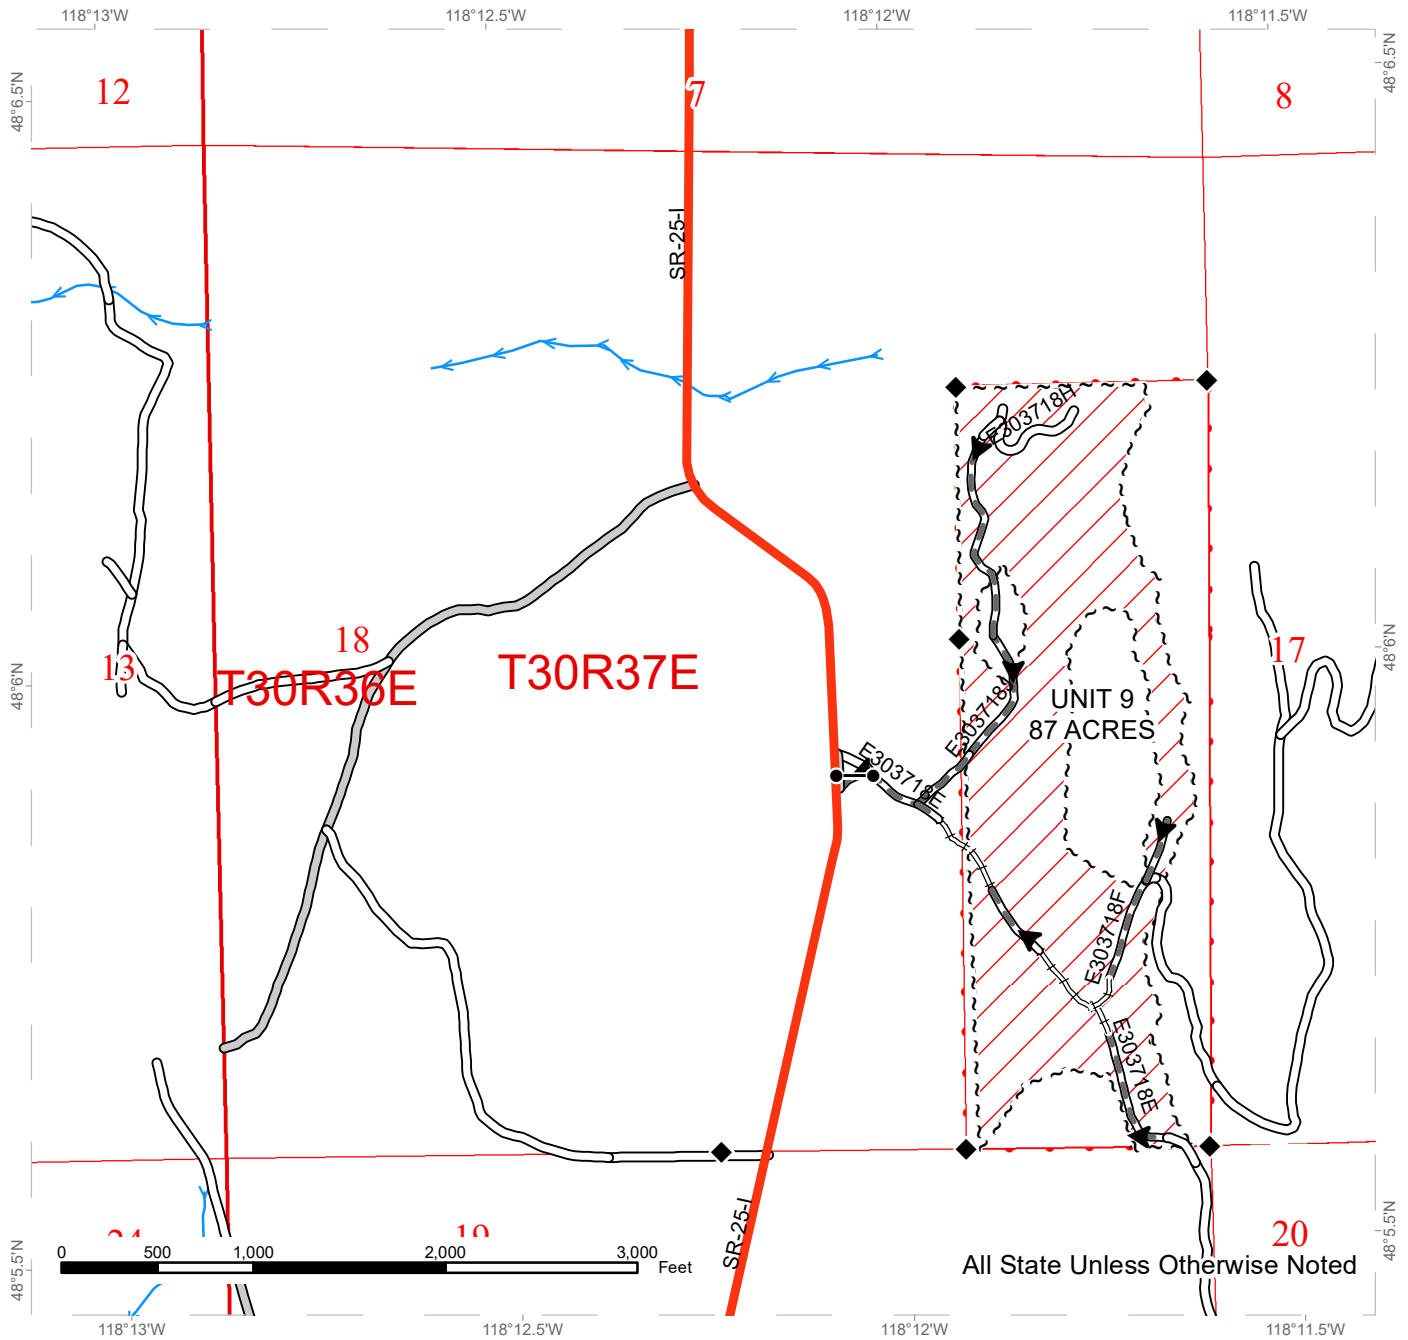 118°13'W
118°12.5'W
118°12'W
118°11.5'W
48°6.5'N
48°6.5'N
12
7
8
SR-25-I
E303718H
18
13
T30R36E
T30R37E
17
48°6'N
48°6'N
E303718I
UNIT 9
87 ACRES
E303718E
E303718F
E303718E
SR-25-I
19
20
48°5.5'N
48°5.5'N
0
500
1,000
2,000
3,000
Feet
All State Unless Otherwise Noted
118°13'W
118°12.5'W
118°12'W
118°11.5'W